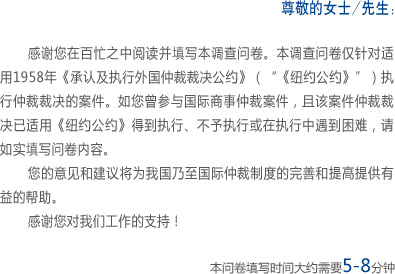 尊敬的女士/先生：
感谢您在百忙之中阅读并填写本调查问卷。本调查问卷仅针对适
用1958年《承认及执行外国仲裁裁决公约》（“《纽约公约》”）执
行仲裁裁决的案件。如您曾参与国际商事仲裁案件，且该案件仲裁裁
决已适用《纽约公约》得到执行、不予执行或在执行中遇到困难，请
如实填写问卷内容。
您的意见和建议将为我国乃至国际仲裁制度的完善和提高提供有
益的帮助。
感谢您对我们工作的支持！
本问卷填写时间大约需要5-8分钟